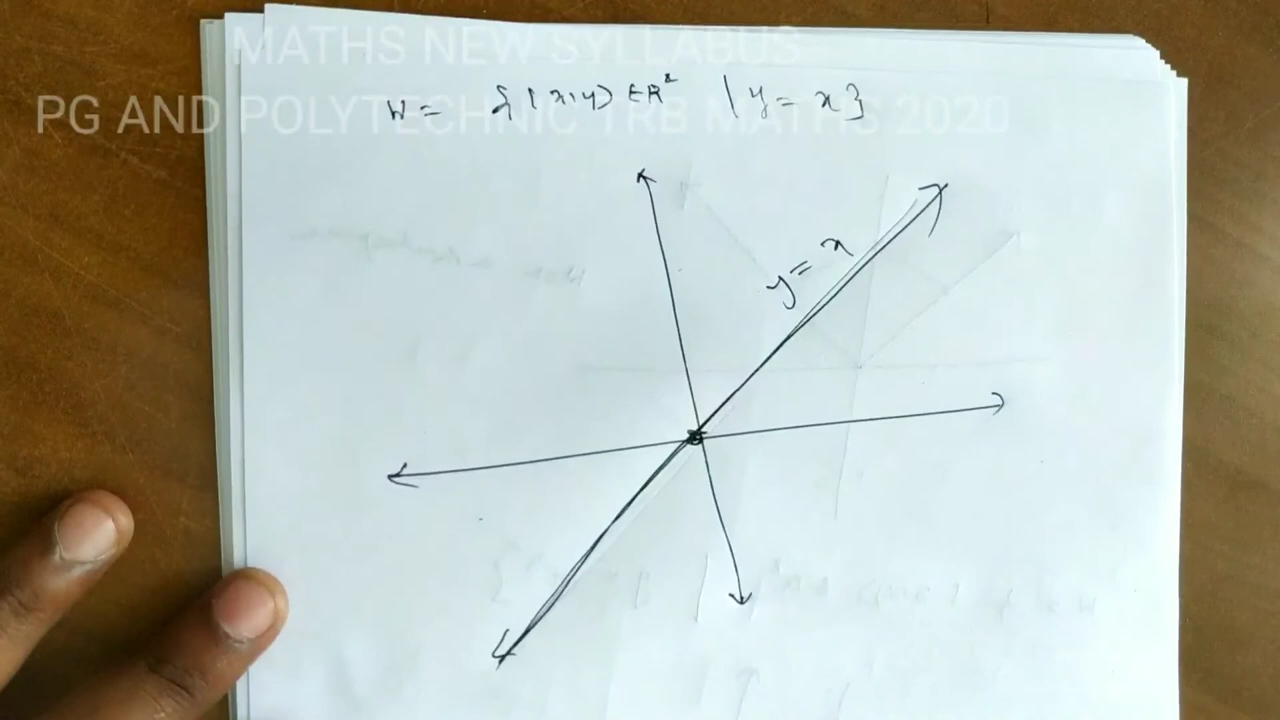 MATHS NEW SYLLABUS
W = {(x,y) ∈ R² | y = x}
PG AND POLYTECHNIC TRB MATHS 2020
y = x